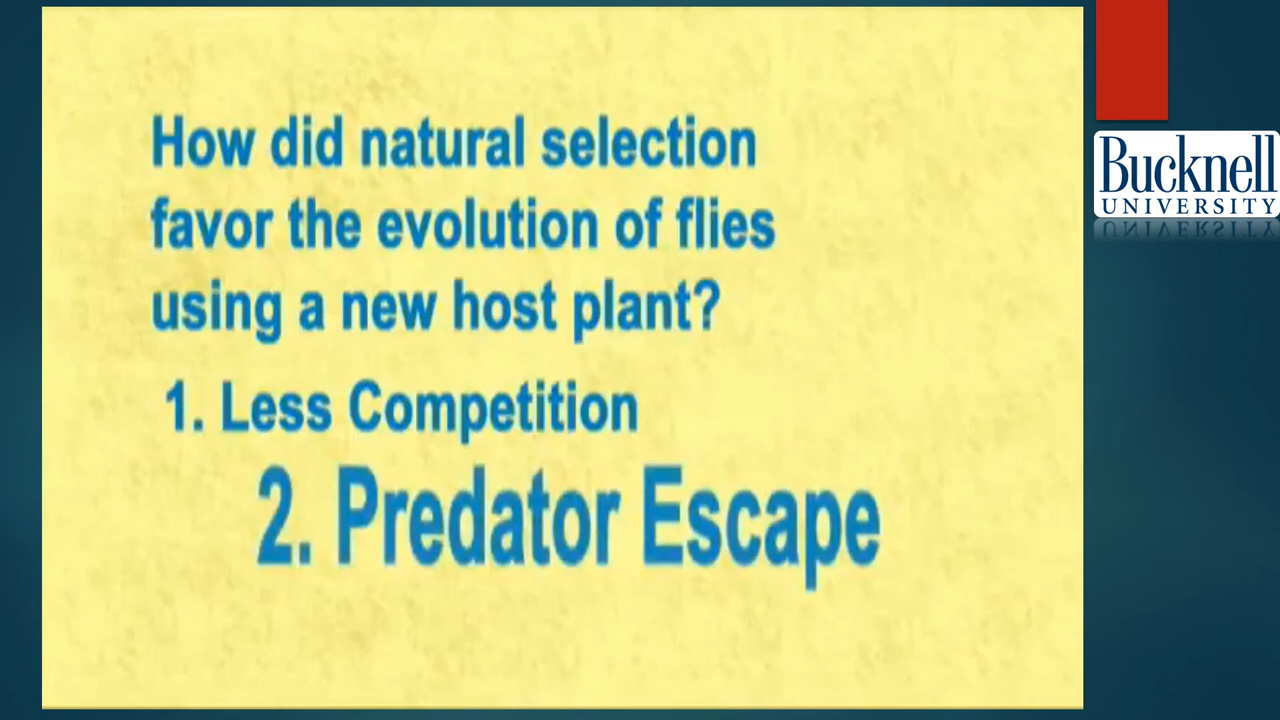 How did natural selection
favor the evolution of flies
using a new host plant?
1. Less Competition
2. Predator Escape
Bucknell
UNIVERSITY